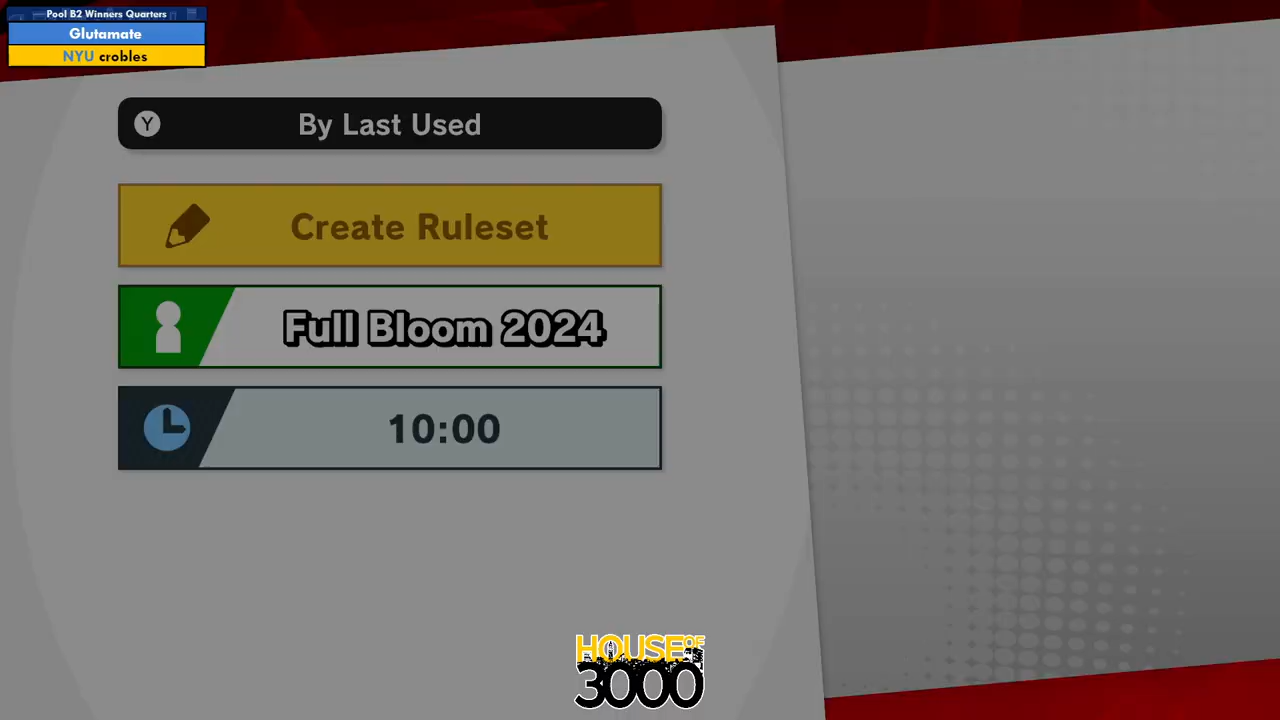 Pool B2 Winners Quarters
Glutamate
NYU crobles
Y
By Last Used
Create Ruleset
Full Bloom 2024
10:00
HOUSE OF
3000